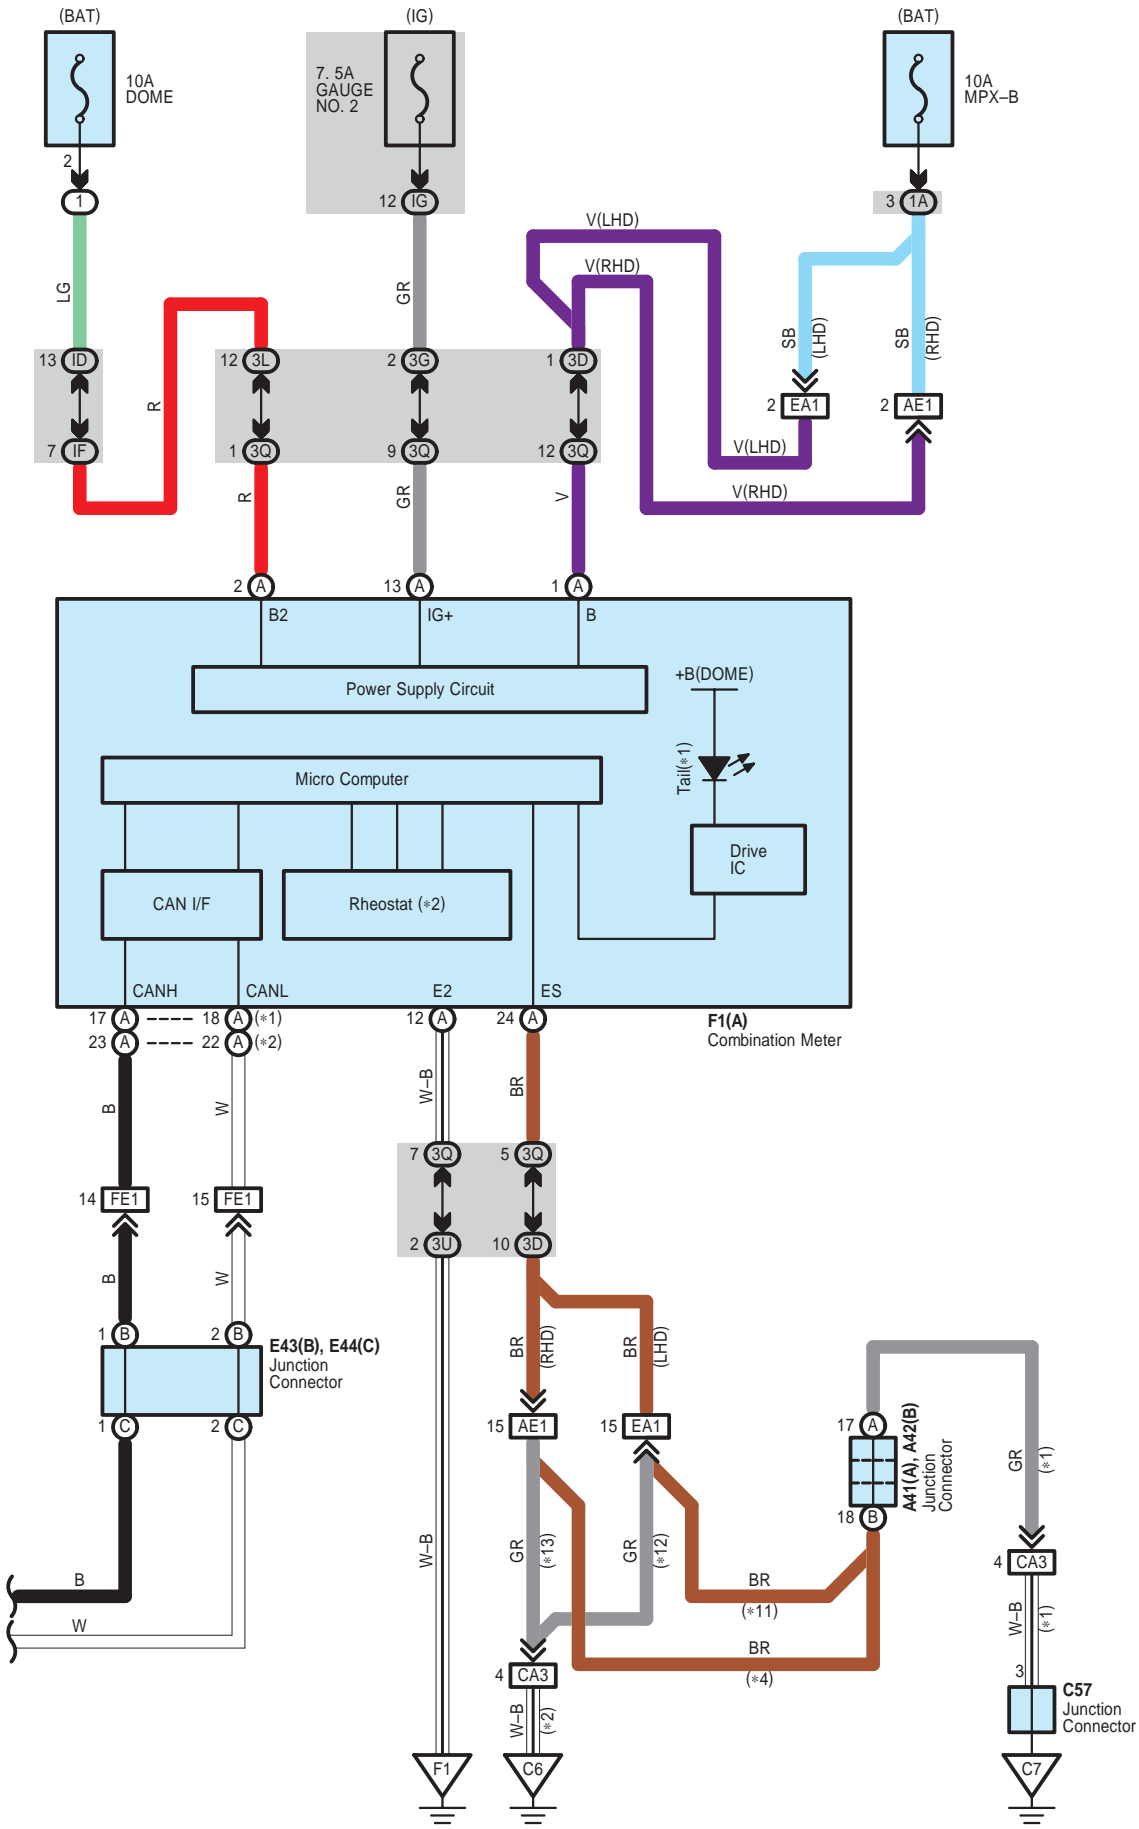 (BAT)
(IG)
(BAT)
10A
DOME
7. 5A
GAUGE
NO. 2
10A
MPX–B
2
1
12 IG
3 1A
V(LHD)
V(RHD)
LG
GR
SB
(LHD)
SB
(RHD)
13 ID
12 3L
2 3G
1 3D
R
2 EA1
2 AE1
7 IF
1 3Q
9 3Q
12 3Q
V(LHD)
V(RHD)
R
GR
V
2 A
13 A
1 A
B2
IG+
B
Power Supply Circuit
+B(DOME)
Tail(*1)
Micro Computer
Drive
IC
CAN I/F
Rheostat (*2)
CANH
CANL
E2
ES
17 A
18 A (*1)
12 A
24 A
F1(A)
Combination Meter
23 A
22 A (*2)
B
W
W–B
BR
7 3Q
5 3Q
14 FE1
15 FE1
2 3U
10 3D
B
W
1 B
2 B
E43(B), E44(C)
Junction
Connector
BR
(RHD)
BR
(LHD)
1 C
2 C
15 AE1
15 EA1
17 A
A41(A), A42(B)
Junction
Connector
GR
(*1)
18 B
W–B
GR
(*13)
GR
(*12)
4 CA3
B
BR
(*11)
W–B
(*1)
W
BR
(*4)
4 CA3
3
C57
Junction
Connector
W–B
(*2)
F1
C6
C7